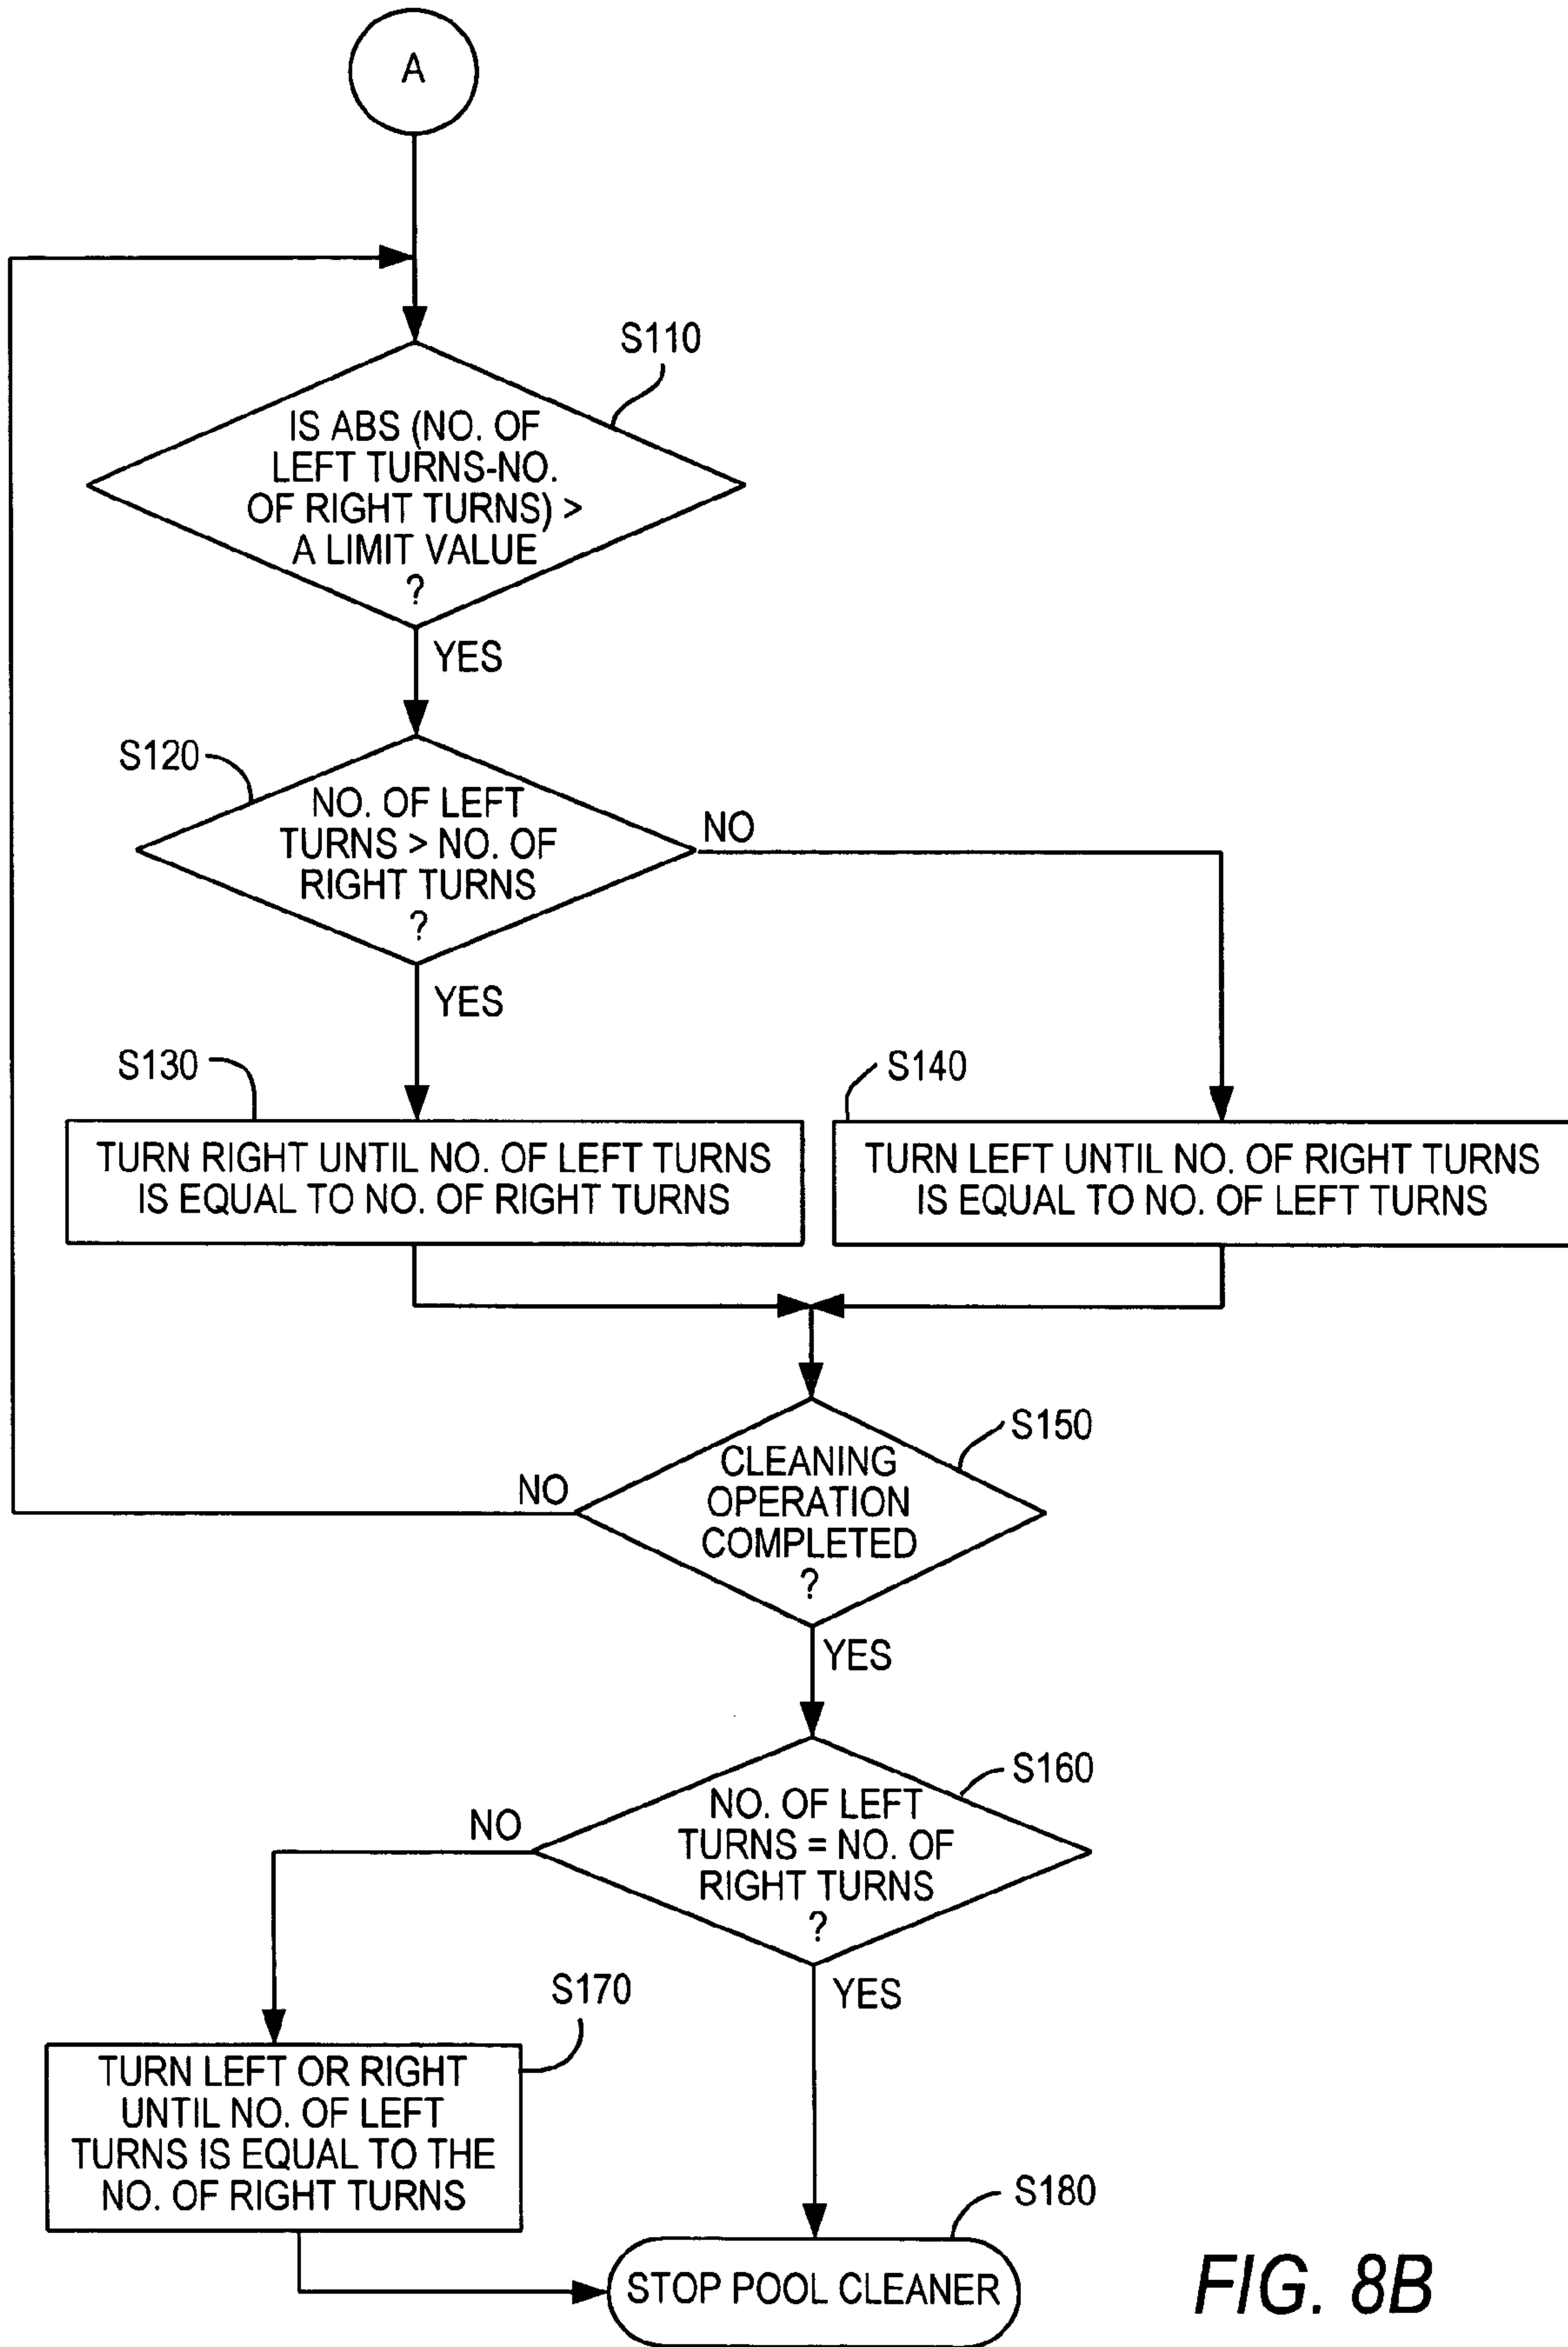 A
S110
IS ABS (NO. OF
LEFT TURNS-NO.
OF RIGHT TURNS) >
A LIMIT VALUE
?
YES
S120
NO. OF LEFT
TURNS > NO. OF
RIGHT TURNS
?
NO
YES
S130
TURN RIGHT UNTIL NO. OF LEFT TURNS
IS EQUAL TO NO. OF RIGHT TURNS
S140
TURN LEFT UNTIL NO. OF RIGHT TURNS
IS EQUAL TO NO. OF LEFT TURNS
S150
CLEANING
OPERATION
COMPLETED
?
NO
YES
S160
NO. OF LEFT
TURNS = NO. OF
RIGHT TURNS
?
NO
YES
S170
TURN LEFT OR RIGHT
UNTIL NO. OF LEFT
TURNS IS EQUAL TO THE
NO. OF RIGHT TURNS
S180
STOP POOL CLEANER
FIG. 8B